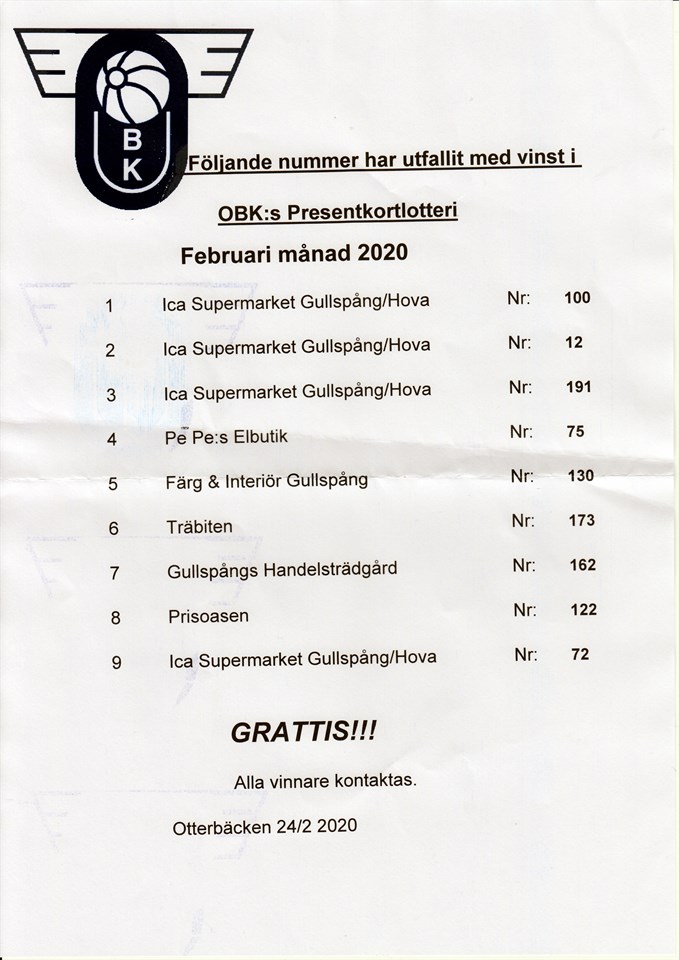 B
K
Följande nummer har utfallit med vinst i
OBK:s Presentkortlotteri
Februari månad 2020
1 Ica Supermarket Gullspång/Hova Nr: 100
2 Ica Supermarket Gullspång/Hova Nr: 12
3 Ica Supermarket Gullspång/Hova Nr: 191
4 Pe Pe:s Elbutik Nr: 75
5 Färg & Interiör Gullspång Nr: 130
6 Träbiten Nr: 173
7 Gullspångs Handelsträdgård Nr: 162
8 Prisoasen Nr: 122
9 Ica Supermarket Gullspång/Hova Nr: 72
GRATTIS!!!
Alla vinnare kontaktas.
Otterbäcken 24/2 2020